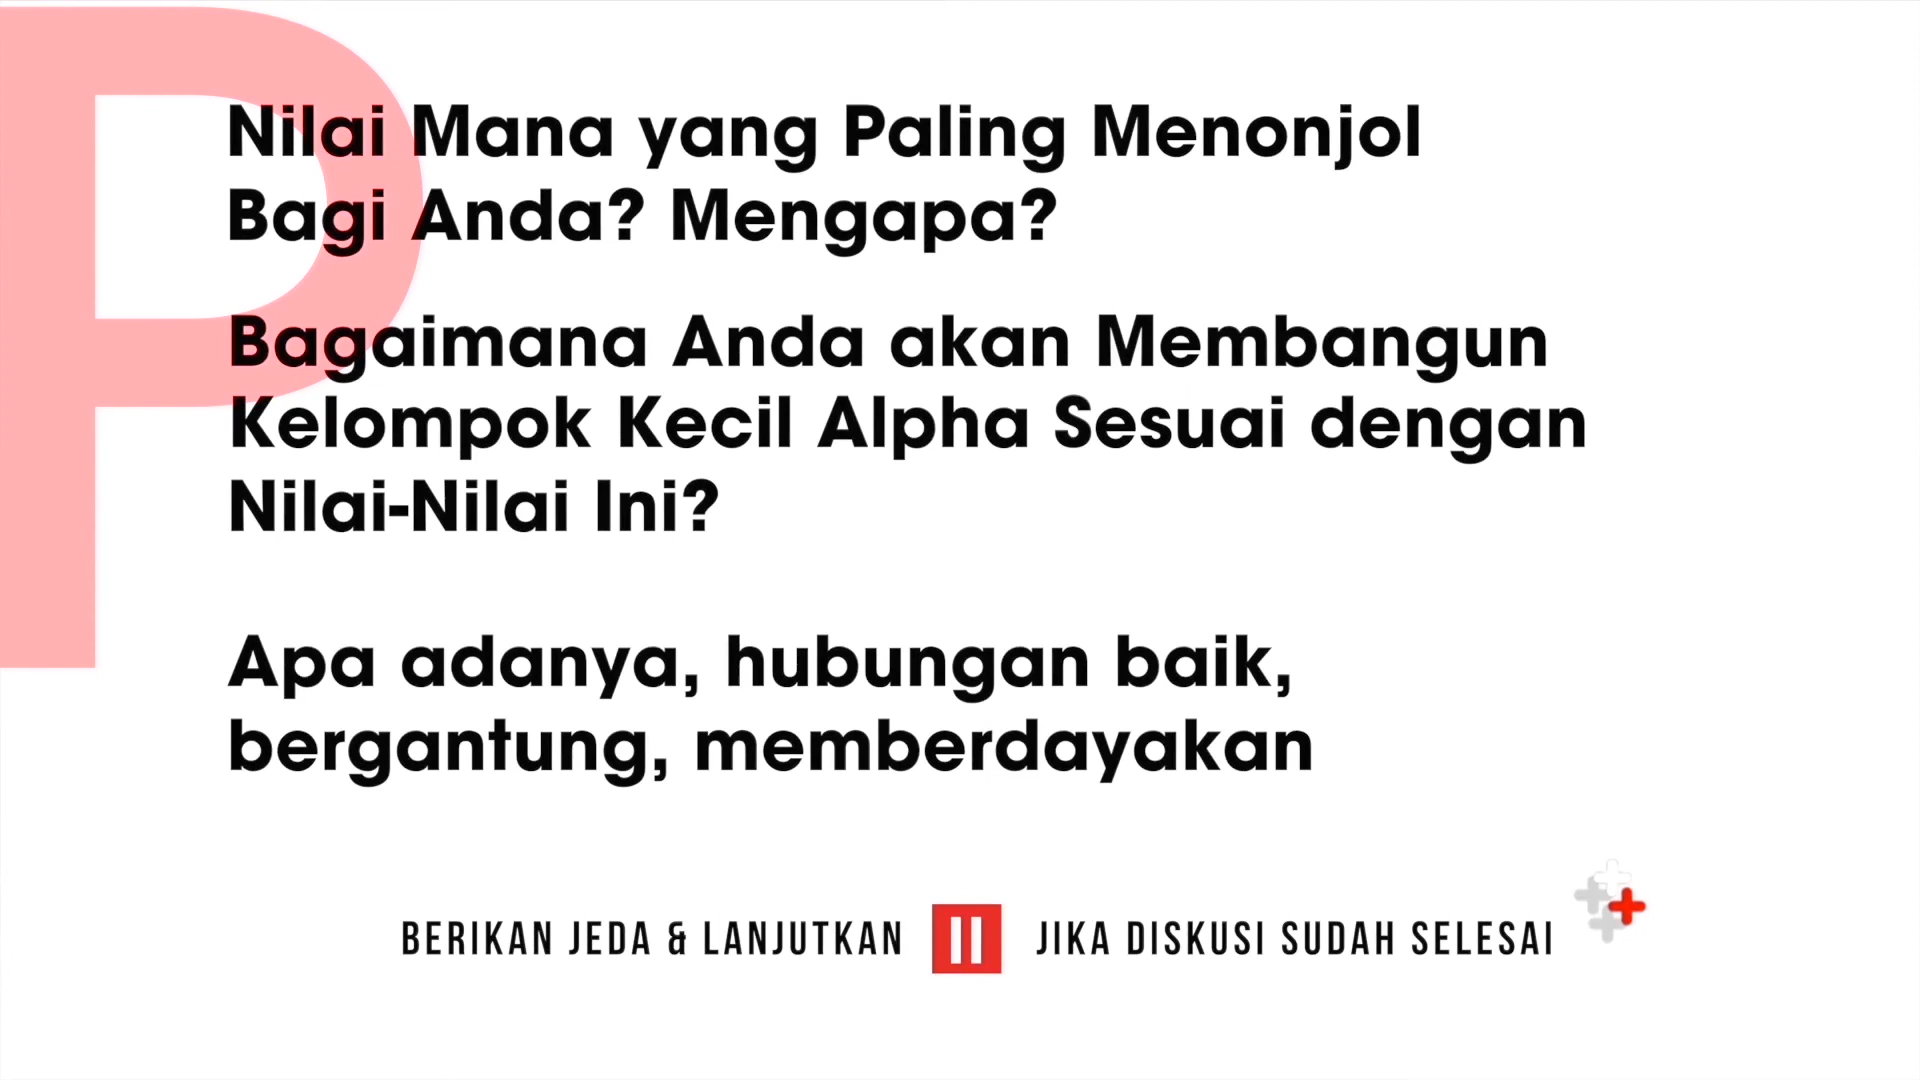 P
Nilai Mana yang Paling Menonjol
Bagi Anda? Mengapa?
Bagaimana Anda akan Membangun
Kelompok Kecil Alpha Sesuai dengan
Nilai-Nilai Ini?
Apa adanya, hubungan baik,
bergantung, memberdayakan
BERIKAN JEDA & LANJUTKAN JIKA DISKUSI SUDAH SELESAI